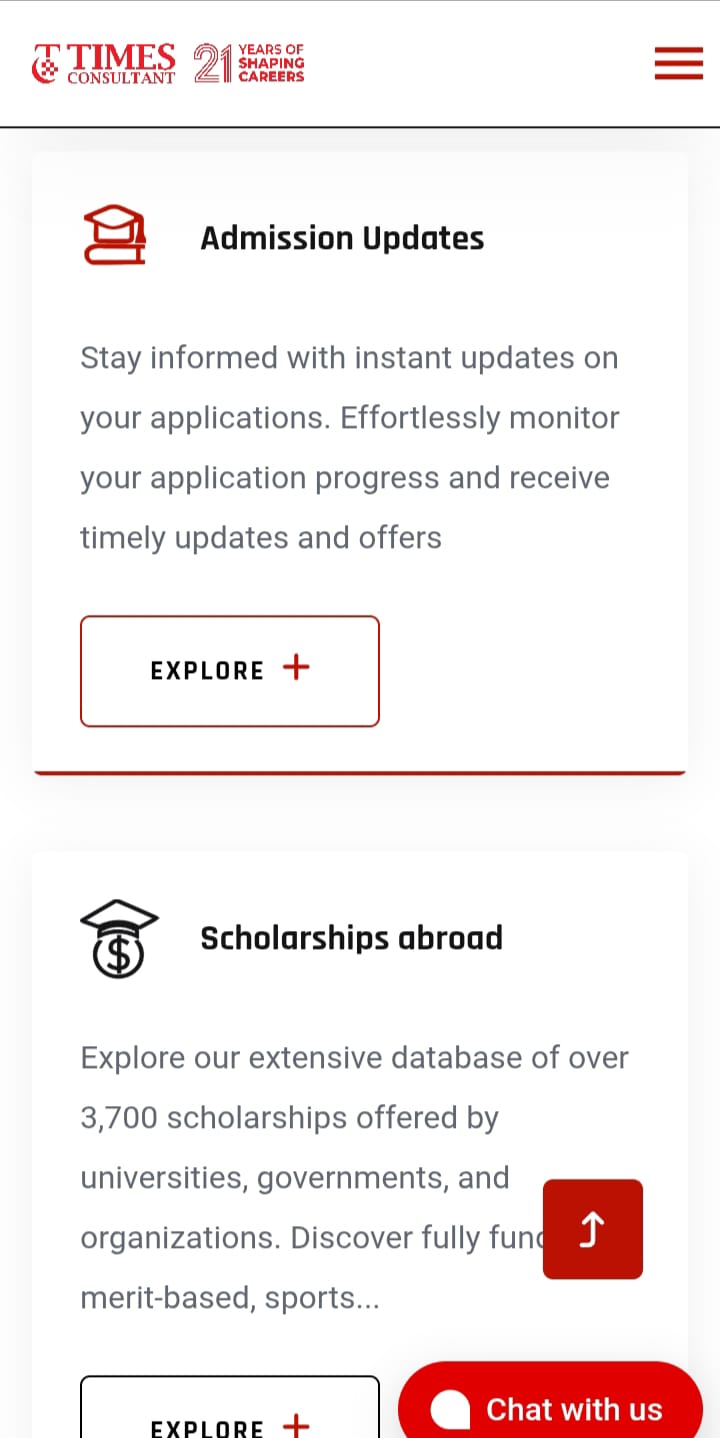 TIMES
CONSULTANT
21 YEARS OF
SHAPING
CAREERS
Admission Updates
Stay informed with instant updates on
your applications. Effortlessly monitor
your application progress and receive
timely updates and offers
EXPLORE +
Scholarships abroad
Explore our extensive database of over
3,700 scholarships offered by
universities, governments, and
organizations. Discover fully
merit-based, sports...
EXPLORE +
Chat with us